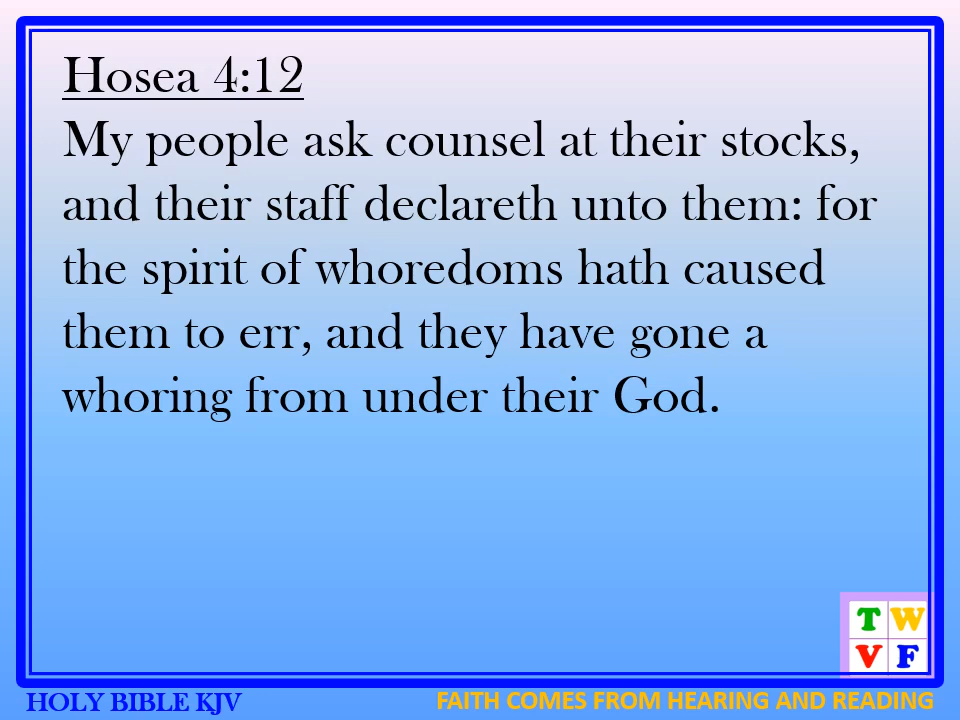 Hosea 4:12
My people ask counsel at their stocks,
and their staff declareth unto them: for
the spirit of whoredoms hath caused
them to err, and they have gone a
whoring from under their God.
T W
V F
HOLY BIBLE KJV
FAITH COMES FROM HEARING AND READING